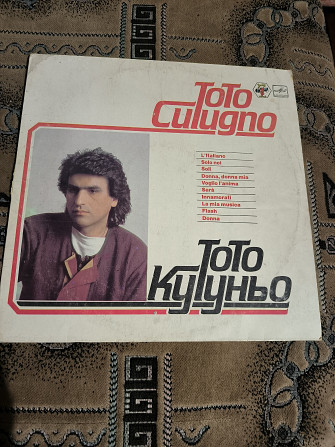 ToTo
Cutugno
L'Italiano
Solo noi
Soli
Donna, donna mia
Voglio l'anima
Sarà
Innamorati
La mia musica
Flash
Donna
ТоТо
Кутуньо